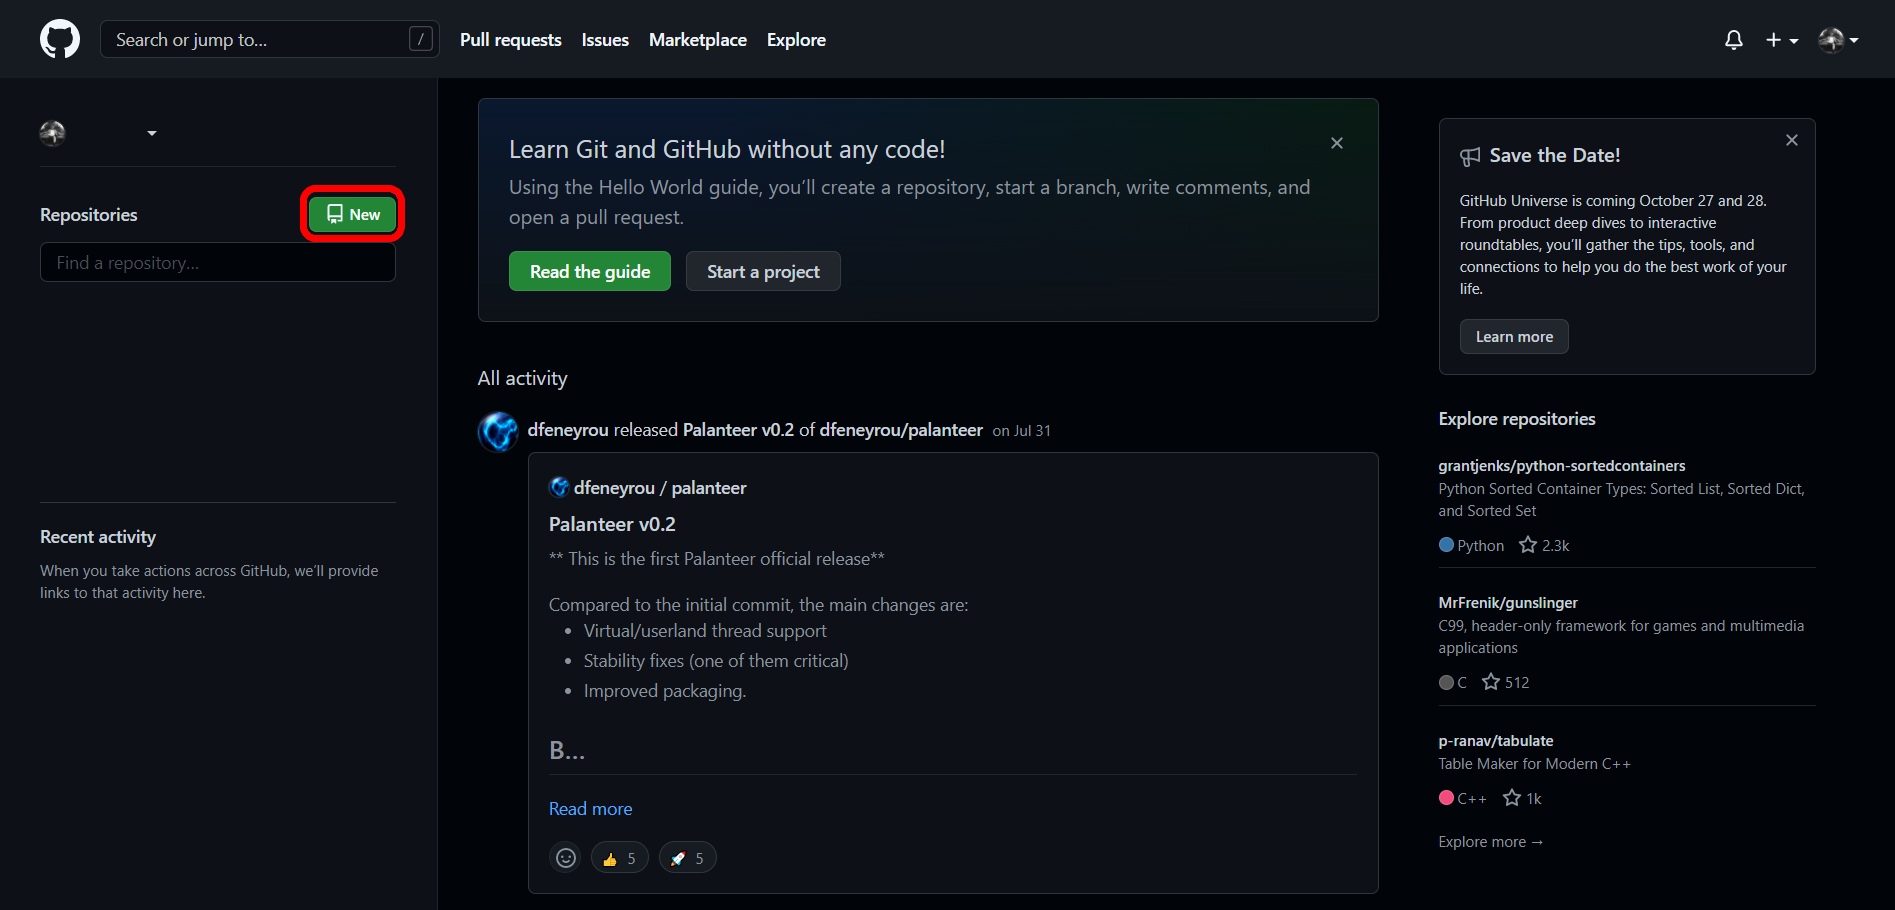 Search or jump to...
/
Pull requests
Issues
Marketplace
Explore
Repositories
New
Find a repository...
Recent activity
When you take actions across GitHub, we’ll provide
links to that activity here.
Learn Git and GitHub without any code!
Using the Hello World guide, you’ll create a repository, start a branch, write comments, and
open a pull request.
Read the guide
Start a project
All activity
dfeneyrou released Palanteer v0.2 of dfeneyrou/palanteer on Jul 31
dfeneyrou / palanteer
Palanteer v0.2
** This is the first Palanteer official release**
Compared to the initial commit, the main changes are:
• Virtual/userland thread support
• Stability fixes (one of them critical)
• Improved packaging.
B...
Read more
👍 5
🚀 5
Save the Date!
GitHub Universe is coming October 27 and 28.
From product deep dives to interactive
roundtables, you’ll gather the tips, tools, and
connections to help you do the best work of your
life.
Learn more
Explore repositories
grantjenks/python-sortedcontainers
Python Sorted Container Types: Sorted List, Sorted Dict,
and Sorted Set
Python 2.3k
MrFrenik/gunslinger
C99, header-only framework for games and multimedia
applications
C 512
p-ranav/tabulate
Table Maker for Modern C++
C++ 1k
Explore more →